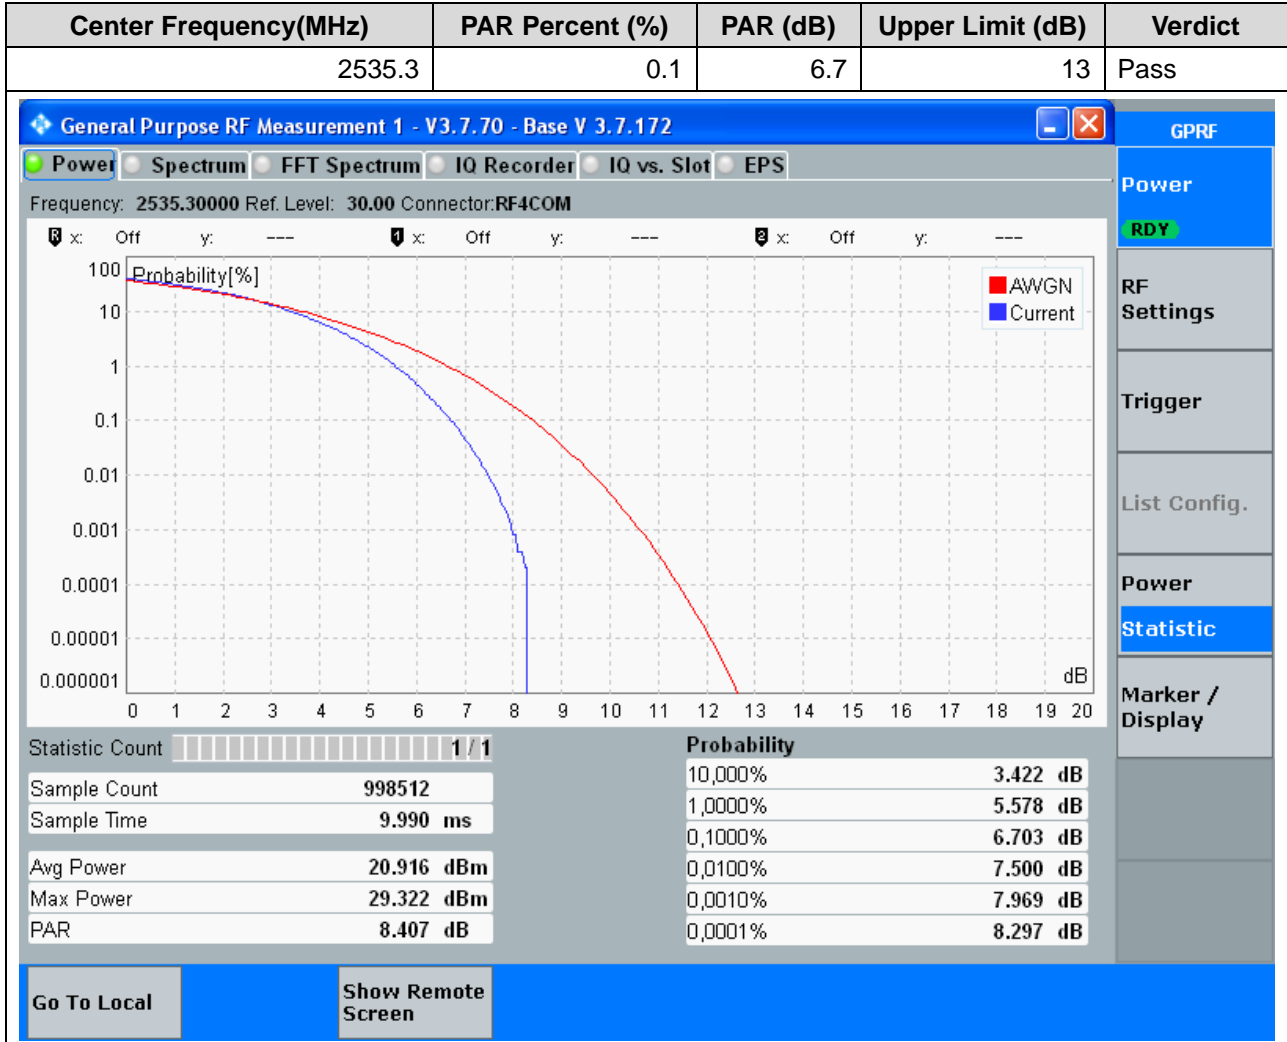 Center Frequency(MHz) PAR Percent (%) PAR (dB) Upper Limit (dB) Verdict
2535.3 0.1 6.7 13 Pass
General Purpose RF Measurement 1 - V3.7.70 - Base V 3.7.172
GPRF
Power Spectrum FFT Spectrum IQ Recorder IQ vs. Slot EPS
Frequency: 2535.30000 Ref. Level: 30.00 Connector:RF4COM
R x: Off y: --- 1 x: Off y: --- 2 x: Off y: ---
Probability[%]
AWGN
Current
100
10
1
0.1
0.01
0.001
0.0001
0.00001
0.000001
dB
0 1 2 3 4 5 6 7 8 9 10 11 12 13 14 15 16 17 18 19 20
Power
RDY
RF
Settings
Trigger
List Config.
Power
Statistic
Marker /
Display
Statistic Count 1 / 1
Sample Count 998512
Sample Time 9.990 ms
Avg Power 20.916 dBm
Max Power 29.322 dBm
PAR 8.407 dB
Probability
10,000% 3.422 dB
1,0000% 5.578 dB
0,1000% 6.703 dB
0,0100% 7.500 dB
0,0010% 7.969 dB
0,0001% 8.297 dB
Go To Local
Show Remote
Screen